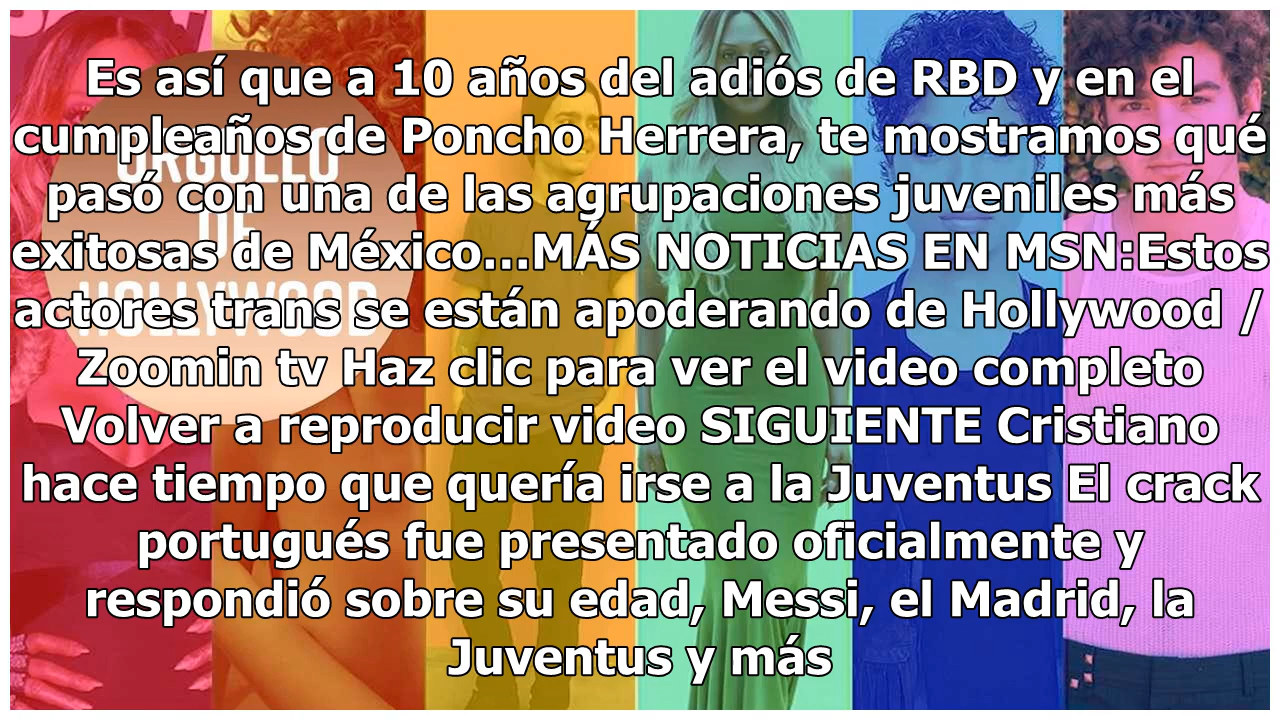 Es así que a 10 años del adiós de RBD y en el
cumpleaños de Poncho Herrera, te mostramos qué
pasó con una de las agrupaciones juveniles más
exitosas de México...MÁS NOTICIAS EN MSN:Estos
actores trans se están apoderando de Hollywood /
Zoomin tv Haz clic para ver el video completo
Volver a reproducir video SIGUIENTE Cristiano
hace tiempo que quería irse a la Juventus El crack
portugués fue presentado oficialmente y
respondió sobre su edad, Messi, el Madrid, la
Juventus y más
ORGULLO
DE
HOLLYWOOD